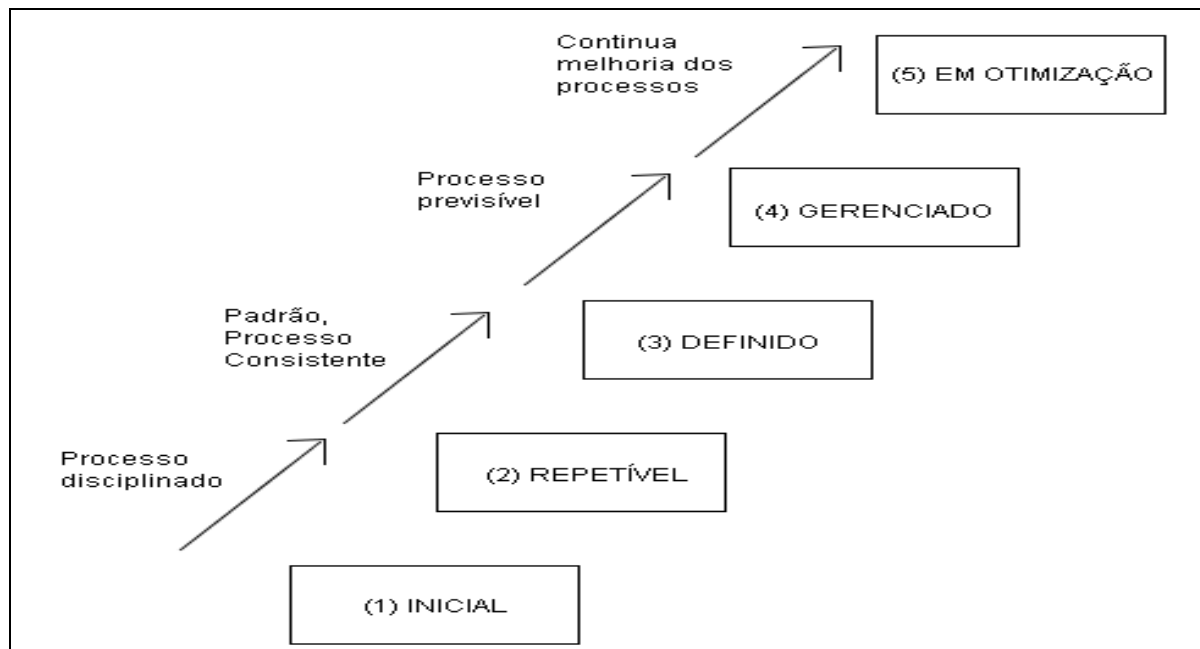 Continua
melhoria dos
processos
(5) EM OTIMIZAÇÃO
Processo
previsível
(4) GERENCIADO
Padrão,
Processo
Consistente
(3) DEFINIDO
Processo
disciplinado
(2) REPETÍVEL
(1) INICIAL